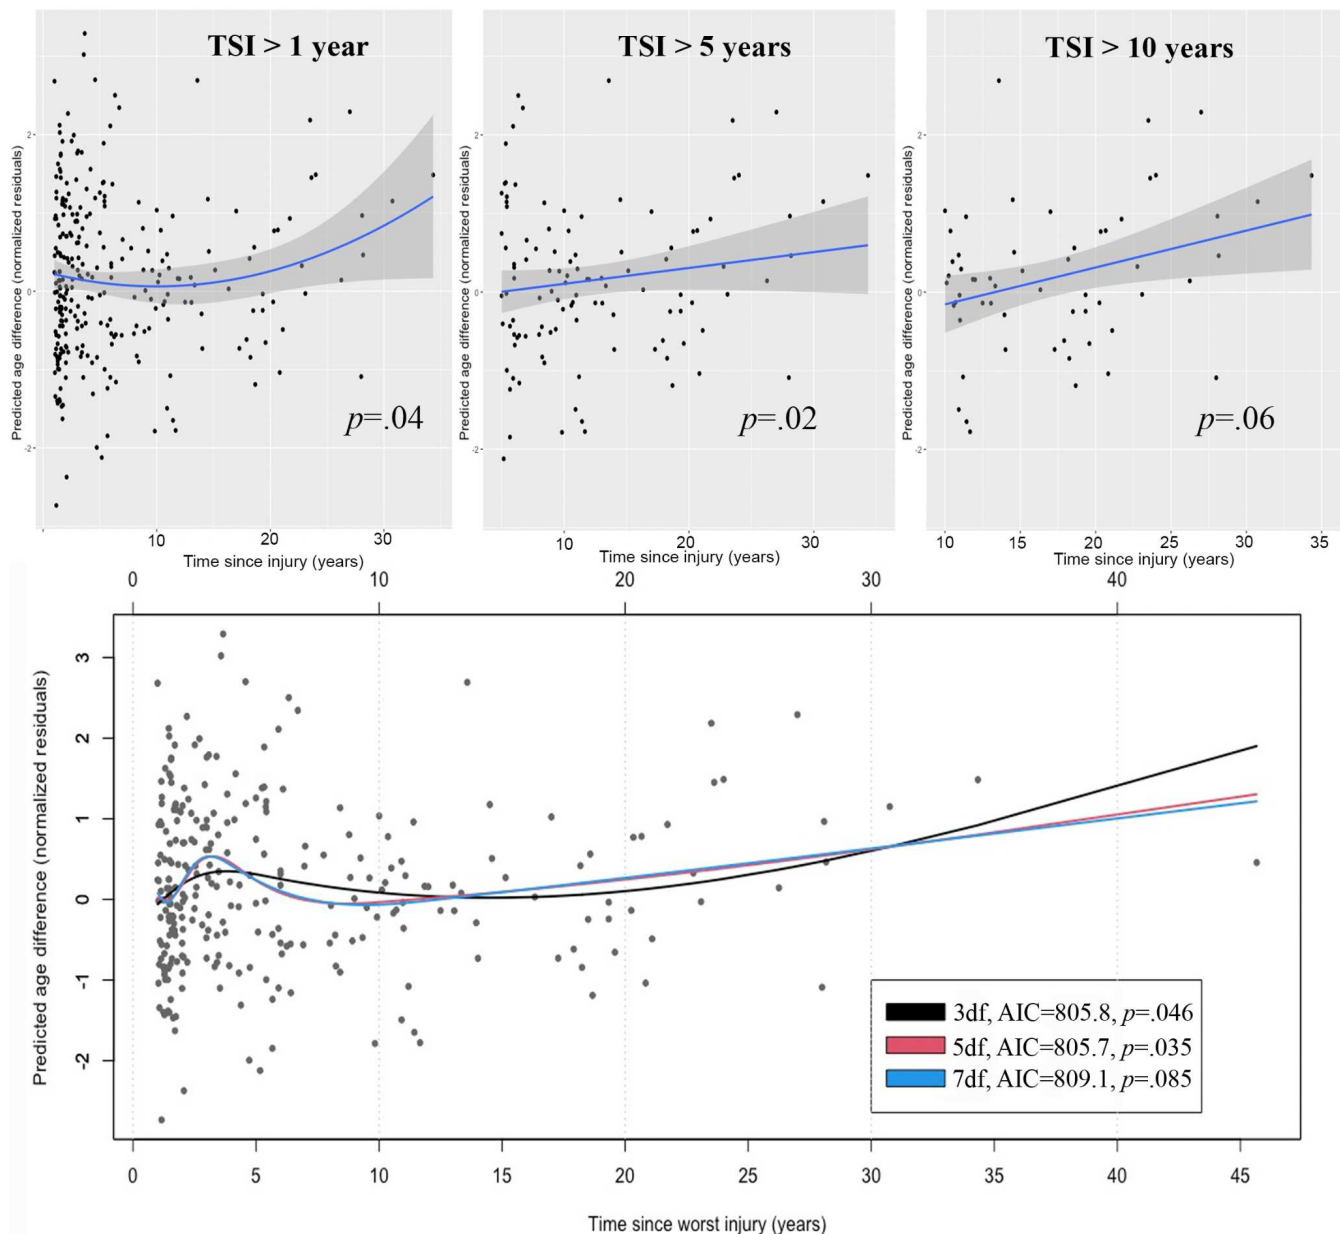 TSI > 1 year
TSI > 5 years
TSI > 10 years
Predicted age difference (normalized residuals)
2
0
-2
p=.04
10
20
30
Time since injury (years)
Predicted age difference (normalized residuals)
2
0
-2
p=.02
10
20
30
Time since injury (years)
Predicted age difference (normalized residuals)
2
0
-2
p=.06
10
15
20
25
30
35
Time since injury (years)
0
10
20
30
40
Predicted age difference (normalized residuals)
3
2
1
0
-1
-2
3df, AIC=805.8, p=.046
5df, AIC=805.7, p=.035
7df, AIC=809.1, p=.085
0
5
10
15
20
25
30
35
40
45
Time since worst injury (years)